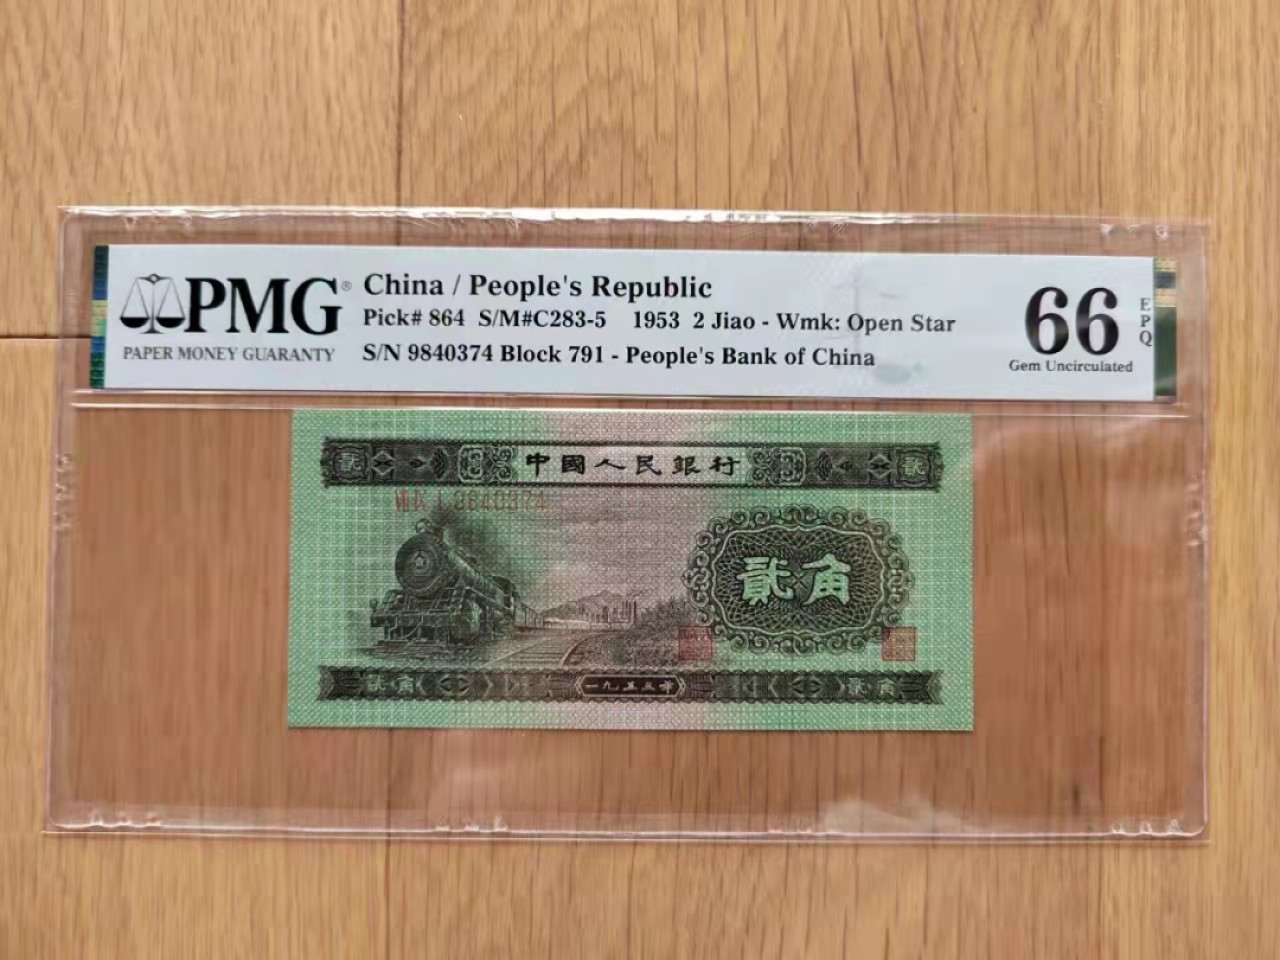 PMG®
PAPER MONEY GUARANTY
China / People's Republic
Pick# 864 S/M#C283-5 1953 2 Jiao - Wmk: Open Star
S/N 9840374 Block 791 - People's Bank of China
66
EPQ
Gem Uncirculated
貳
中國人民銀行
貳
貳角
貳角
一九五三年
貳角